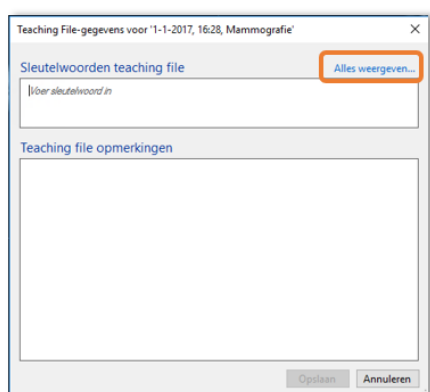 Teaching File-gegevens voor '1-1-2017, 16:28, Mammografie'
Sleutelwoorden teaching file
Alles weergeven...
Voer sleutelwoord in
Teaching file opmerkingen
Opslaan
Annuleren